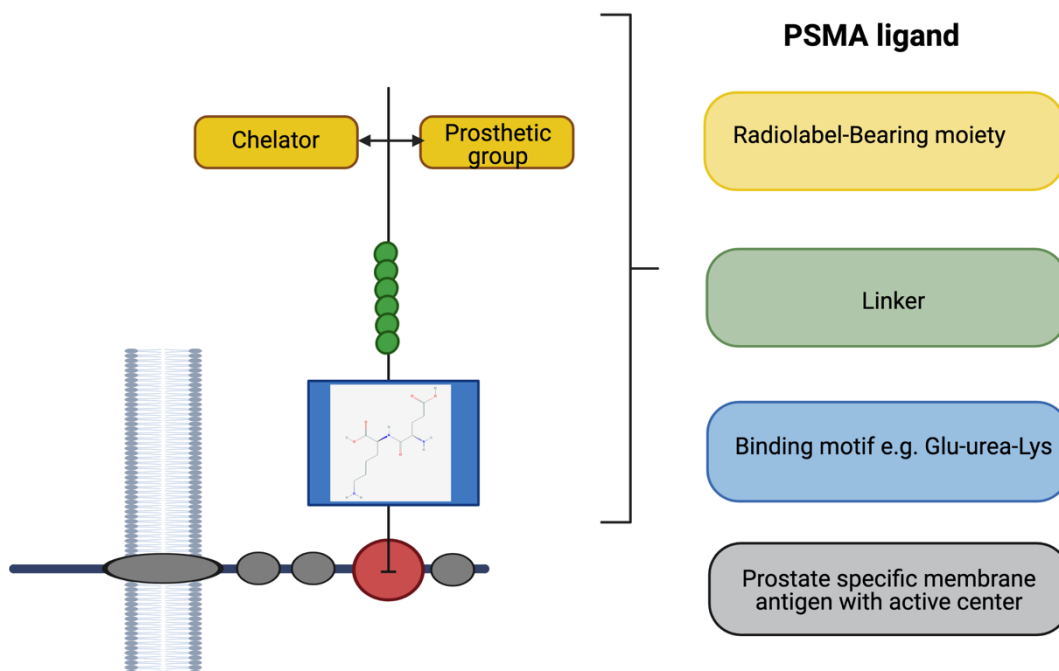 PSMA ligand
Chelator
Prosthetic
group
Radiolabel-Bearing moiety
Linker
Binding motif e.g. Glu-urea-Lys
Prostate specific membrane
antigen with active center